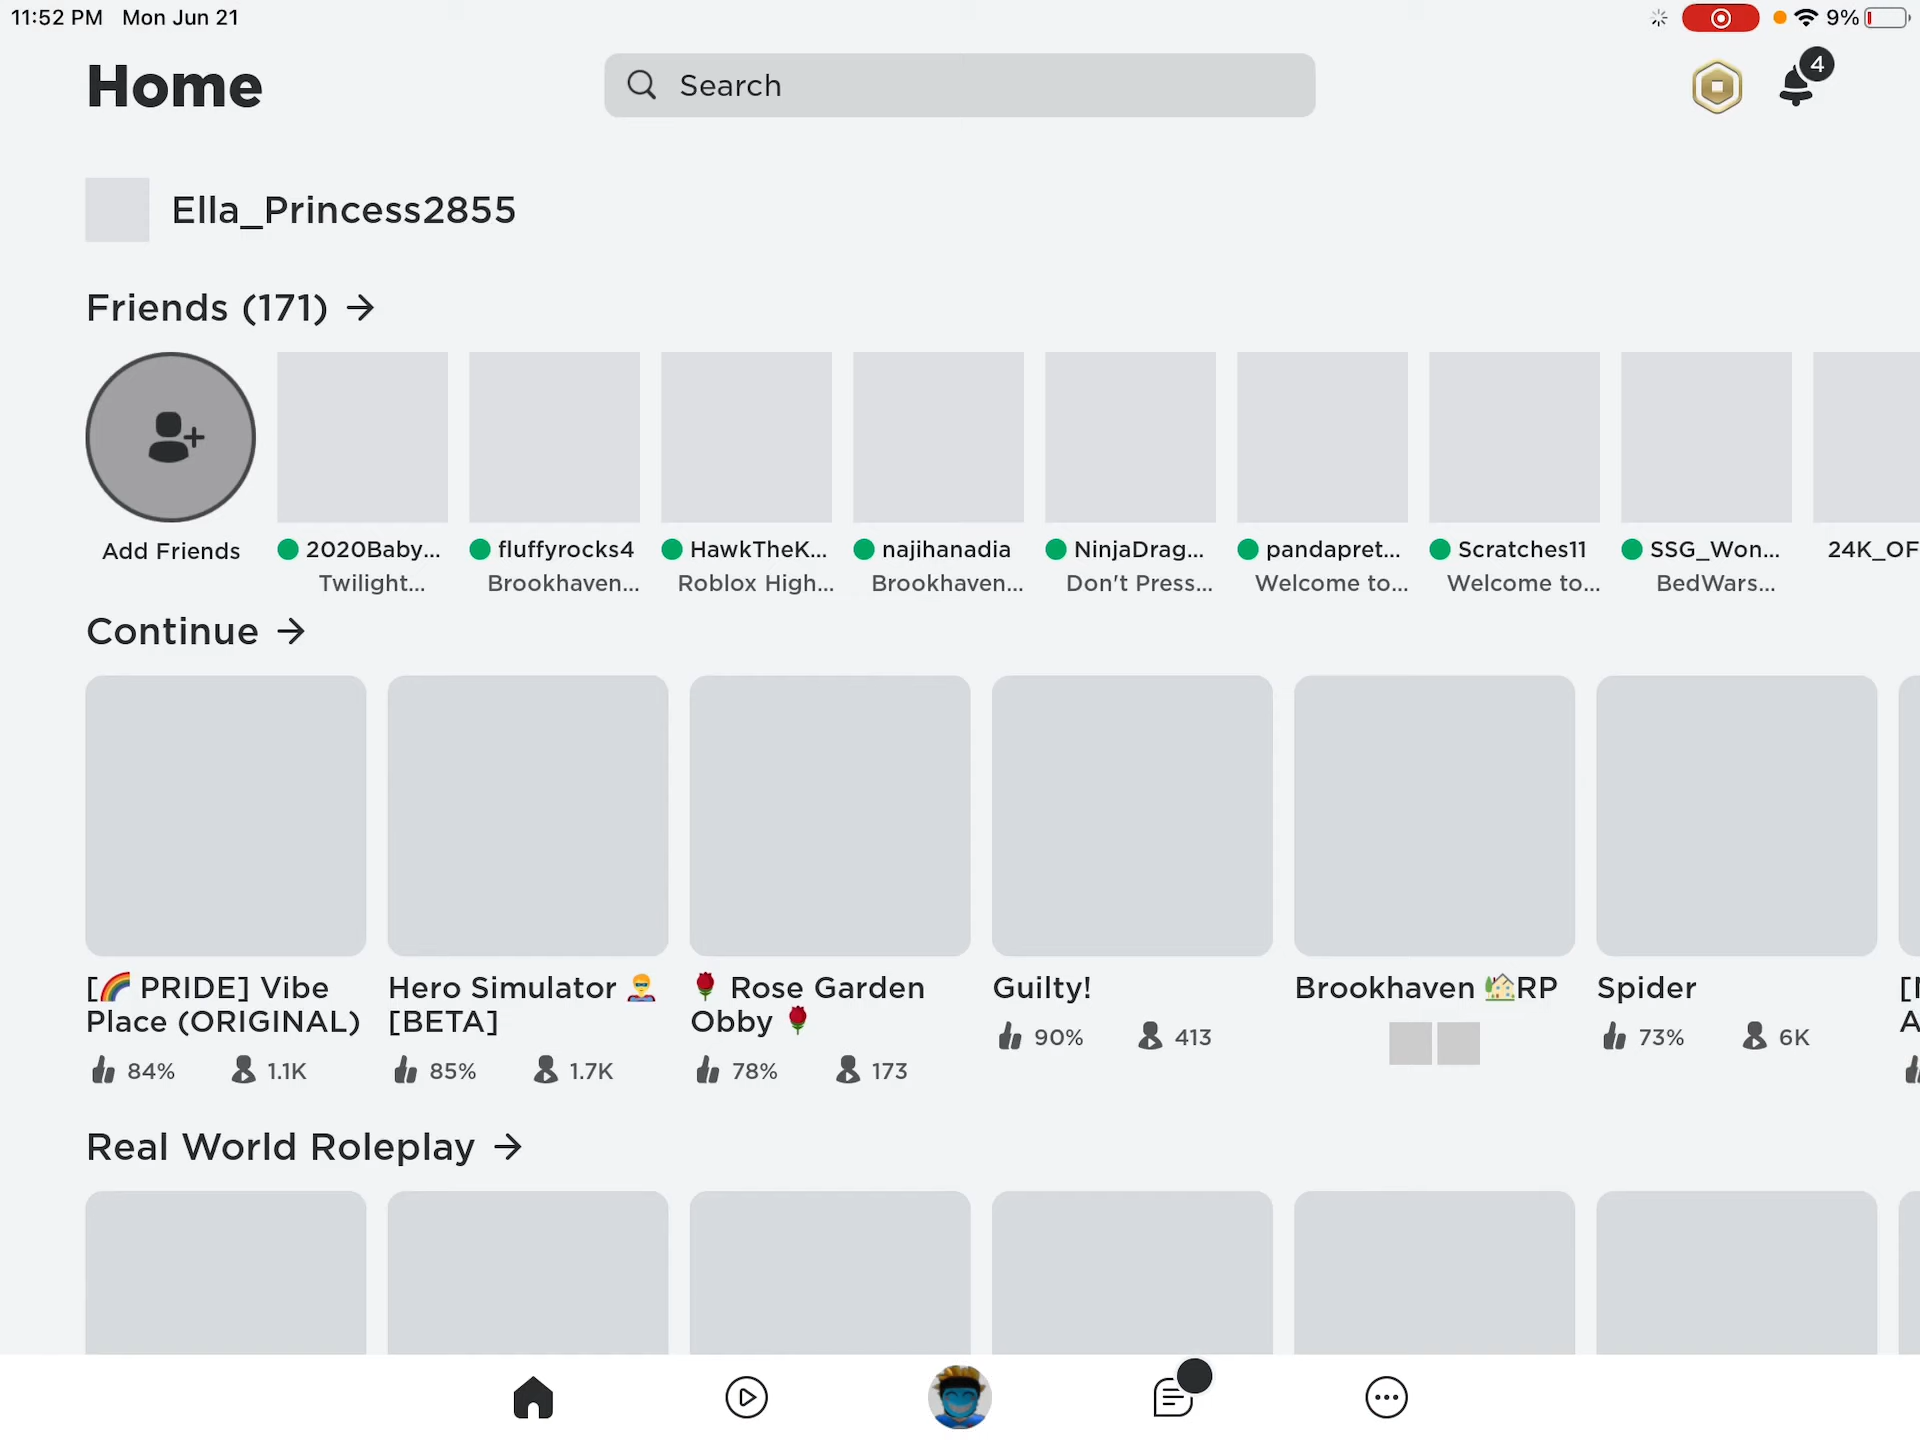 11:52 PM Mon Jun 21 9%
Home Search 4
Ella_Princess2855
Friends (171) →
Add Friends
2020Baby... fluffyrocks4 HawkTheK... najihanadia NinjaDrag... pandapret... Scratches11 SSG_Won... 24K_OF
Twilight... Brookhaven... Roblox High... Brookhaven... Don't Press... Welcome to... Welcome to... BedWars...
Continue →
[🌈 PRIDE] Vibe
Place (ORIGINAL)
84% 1.1K
Hero Simulator 🦸‍♂️
[BETA]
85% 1.7K
🌹 Rose Garden
Obby 🌹
78% 173
Guilty!
90% 413
Brookhaven 🏡RP
Spider
73% 6K
Real World Roleplay →